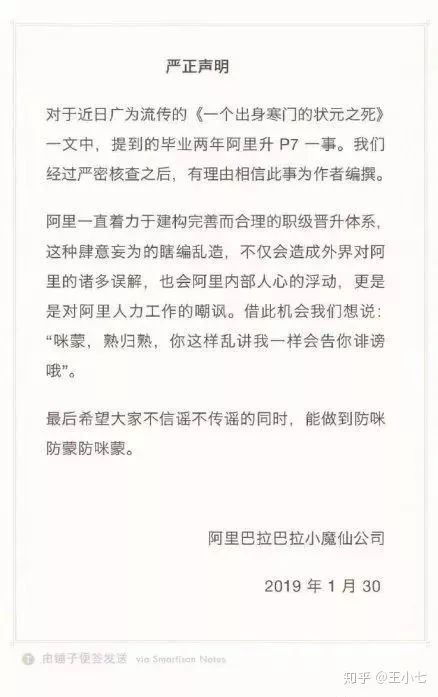 严正声明
对于近日广为流传的《一个出身寒门的状元之死》
一文中，提到的毕业两年阿里升 P7 一事。我们
经过严密核查之后，有理由相信此事为作者编撰。
阿里一直着力于建构完善而合理的职级晋升体系，
这种肆意妄为的瞎编乱造，不仅会造成外界对阿
里的诸多误解，也会阿里内部人心的浮动，更是
是对阿里人力工作的嘲讽。借此机会我们想说：
“咪蒙，熟归熟，你这样乱讲我一样会告你诽谤
哦”。
最后希望大家不信谣不传谣的同时，能做到防咪
防蒙防咪蒙。
阿里巴拉巴拉小魔仙公司
2019 年 1 月 30
由锤子便签发送 via Smartisan Notes
知乎 @王小七